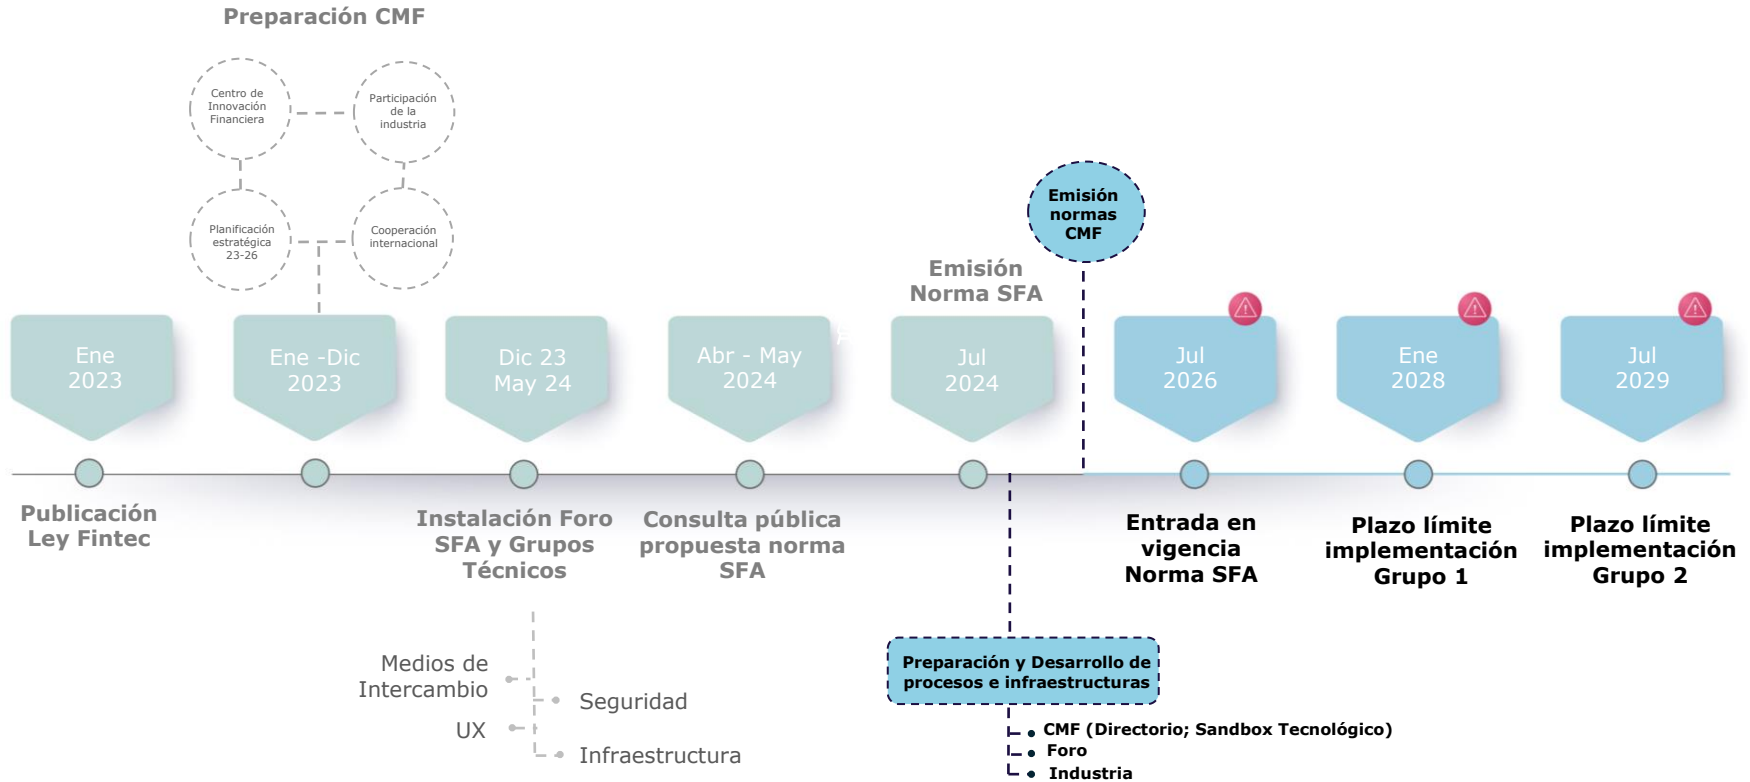 Preparación CMF
Centro de
Innovación
Financiera
Participación
de la
industria
Planificación
estratégica
23-26
Cooperación
internacional
Emisión
normas
CMF
Emisión
Norma SFA
Ene
2023
Ene -Dic
2023
Dic 23
May 24
Abr - May
2024
Jul
2024
Jul
2026
Ene
2028
Jul
2029
Publicación
Ley Fintec
Instalación Foro
SFA y Grupos
Técnicos
Consulta pública
propuesta norma
SFA
Entrada en
vigencia
Norma SFA
Plazo límite
implementación
Grupo 1
Plazo límite
implementación
Grupo 2
Medios de
Intercambio
Seguridad
UX
Infraestructura
Preparación y Desarrollo de
procesos e infraestructuras
CMF (Directorio; Sandbox Tecnológico)
Foro
Industria